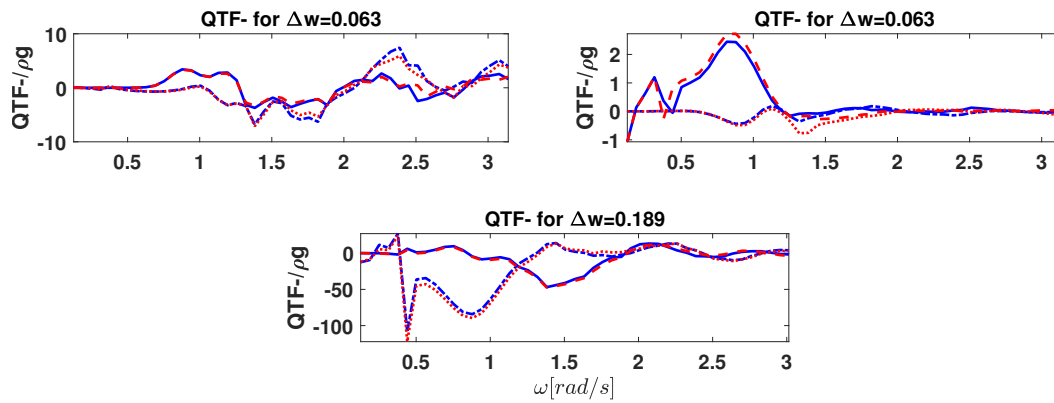 QTF- for Δw=0.063
QTF-/ρg
10
0
-10
0.5 1 1.5 2 2.5 3
QTF- for Δw=0.063
QTF-/ρg
2
1
0
-1
0.5 1 1.5 2 2.5 3
QTF- for Δw=0.189
QTF-/ρg
0
-50
-100
0.5 1 1.5 2 2.5 3
ω[rad/s]